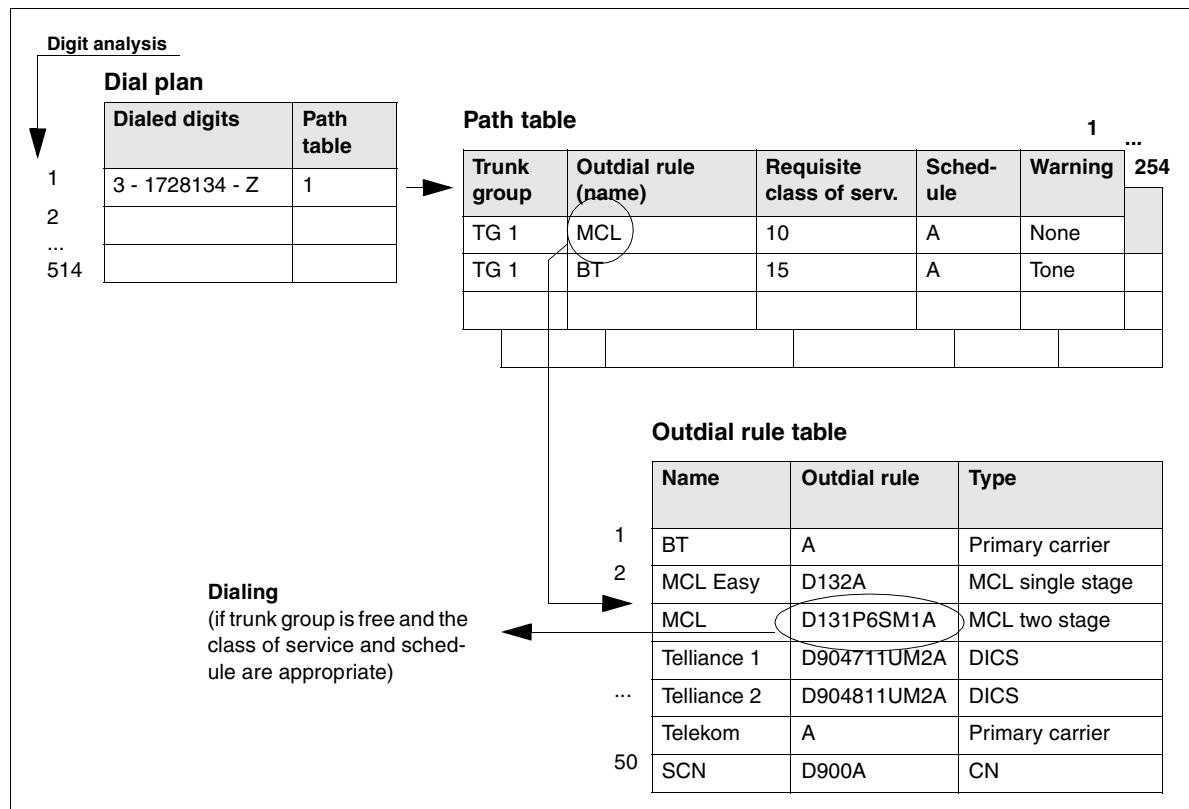 Digit analysis
Dial plan
Dialed digits Path table
1 3 - 1728134 - Z 1
2
...
514
Path table
1 ... 254
Trunk group Outdial rule (name) Requisite class of serv. Sched-ule Warning
TG 1 MCL 10 A None
TG 1 BT 15 A Tone
Outdial rule table
Name Outdial rule Type
1 BT A Primary carrier
2 MCL Easy D132A MCL single stage
MCL D131P6SM1A MCL two stage
Telliance 1 D904711UM2A DICS
... Telliance 2 D904811UM2A DICS
Telekom A Primary carrier
50 SCN D900A CN
Dialing
(if trunk group is free and the
class of service and sched-
ule are appropriate)